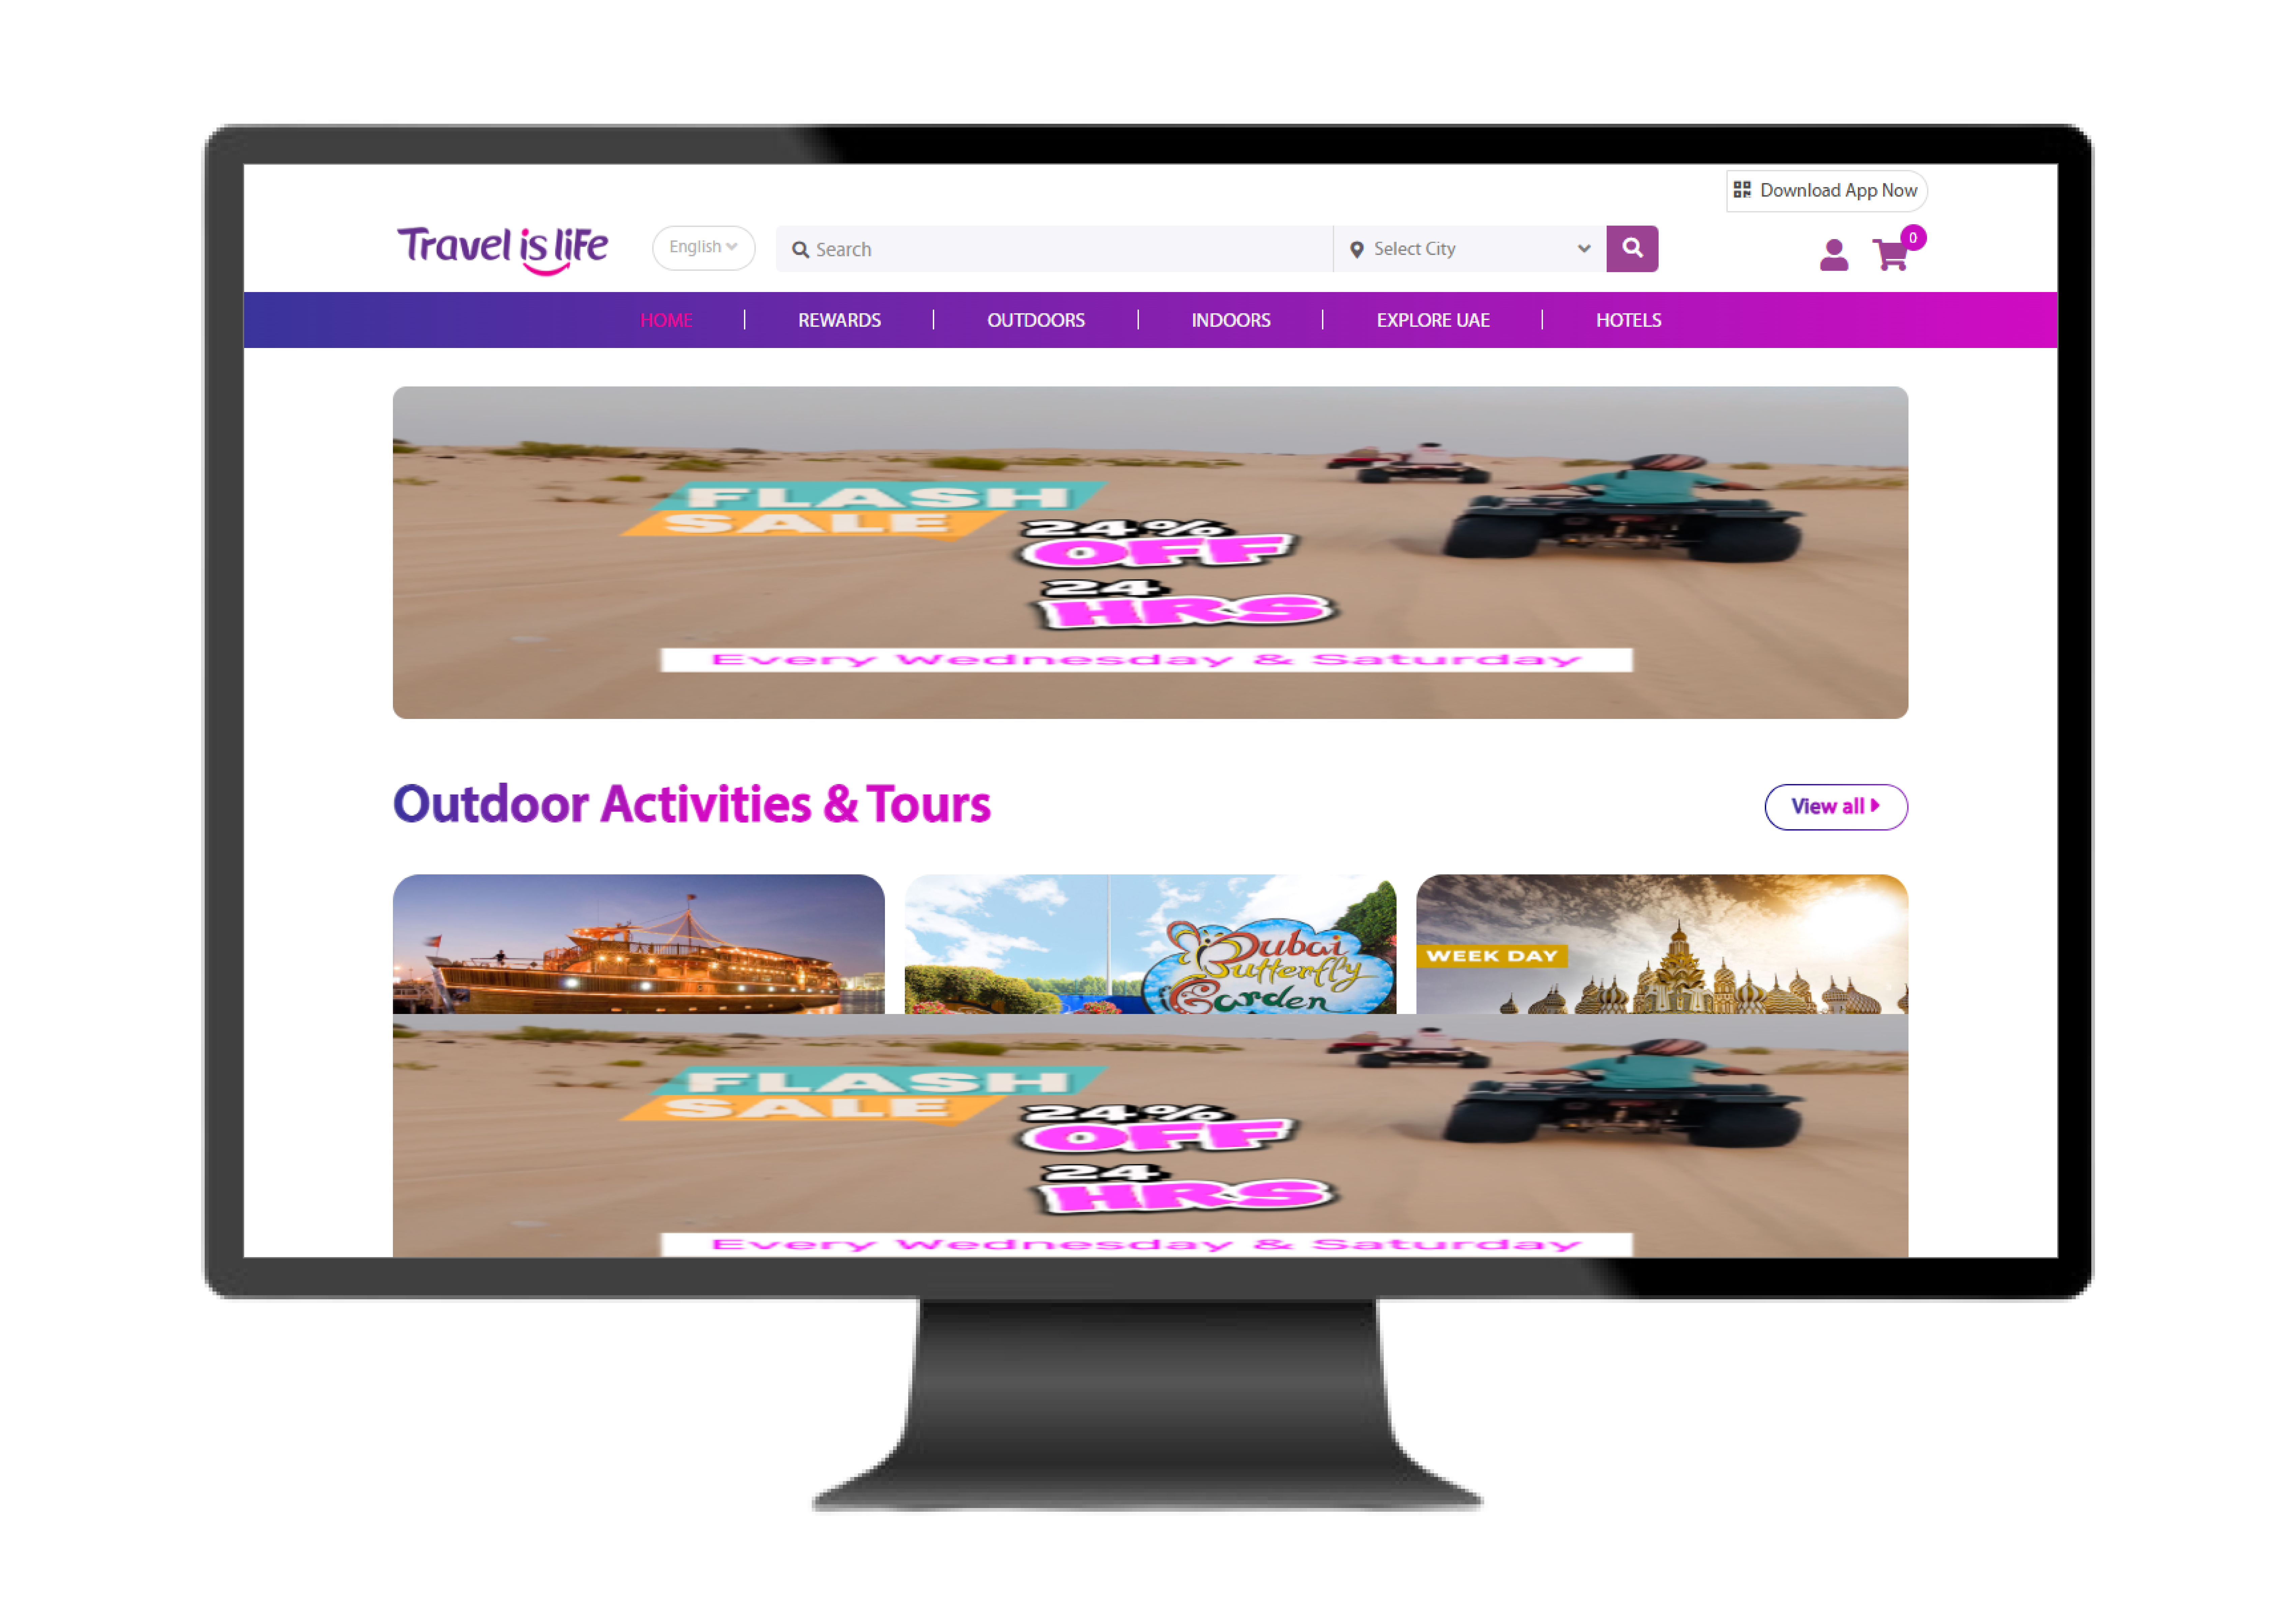 Download App Now
Travel is life
English
Search
Select City
0
HOME
REWARDS
OUTDOORS
INDOORS
EXPLORE UAE
HOTELS
FLASH
SALE
24%
OFF
24
HRS
Every Wednesday & Saturday
Outdoor Activities & Tours
View all
Dubai
Butterfly
Garden
WEEK DAY
FLASH
SALE
24%
OFF
24
HRS
Every Wednesday & Saturday